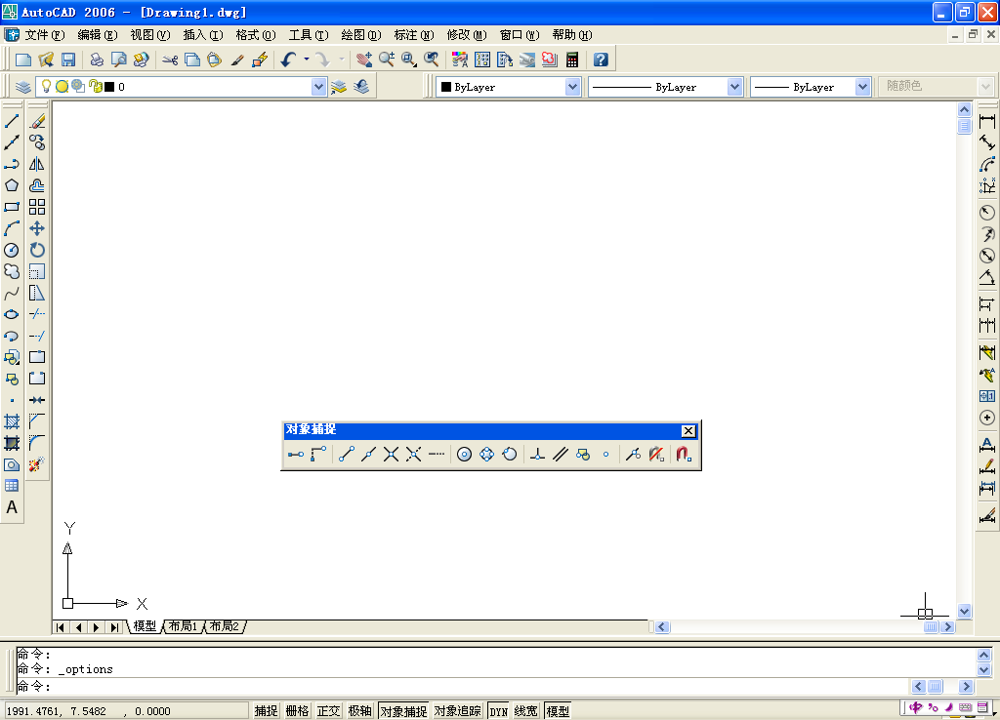 AutoCAD 2006 - [Drawing1.dwg]
文件(F) 编辑(E) 视图(V) 插入(I) 格式(O) 工具(T) 绘图(D) 标注(N) 修改(M) 窗口(W) 帮助(H)
0 ByLayer ByLayer ByLayer 随颜色
对象捕捉
A
Y
X
模型 布局1 布局2
命令:
命令: _options
命令:
1991.4761, 7.5482 , 0.0000 捕捉 栅格 正交 极轴 对象捕捉 对象追踪 DYN 线宽 模型 中